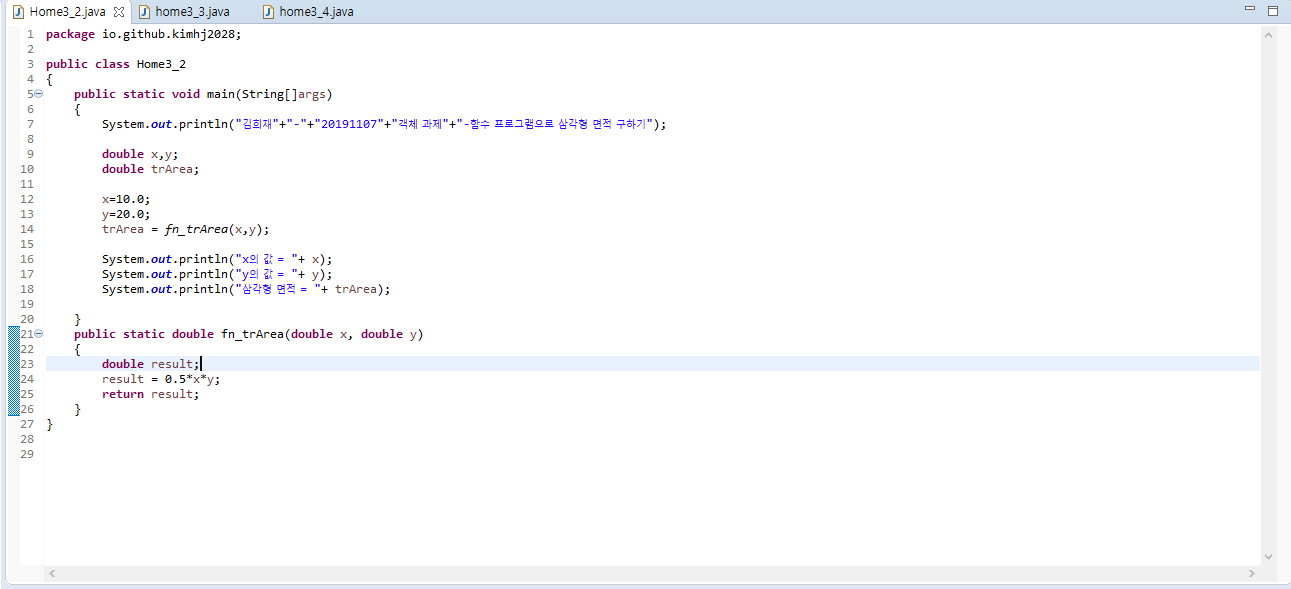 Home3_2.java home3_3.java home3_4.java
1 package io.github.kimhj2028;
2
3 public class Home3_2
4 {
5 public static void main(String[]args)
6 {
7 System.out.println("김희재"+"-"+"20191107"+"객체 과제"+"-함수 프로그램으로 삼각형 면적 구하기");
8
9 double x,y;
10 double trArea;
11
12 x=10.0;
13 y=20.0;
14 trArea = fn_trArea(x,y);
15
16 System.out.println("x의 값 = "+ x);
17 System.out.println("y의 값 = "+ y);
18 System.out.println("삼각형 면적 = "+ trArea);
19
20 }
21 public static double fn_trArea(double x, double y)
22 {
23 double result;
24 result = 0.5*x*y;
25 return result;
26 }
27 }
28
29